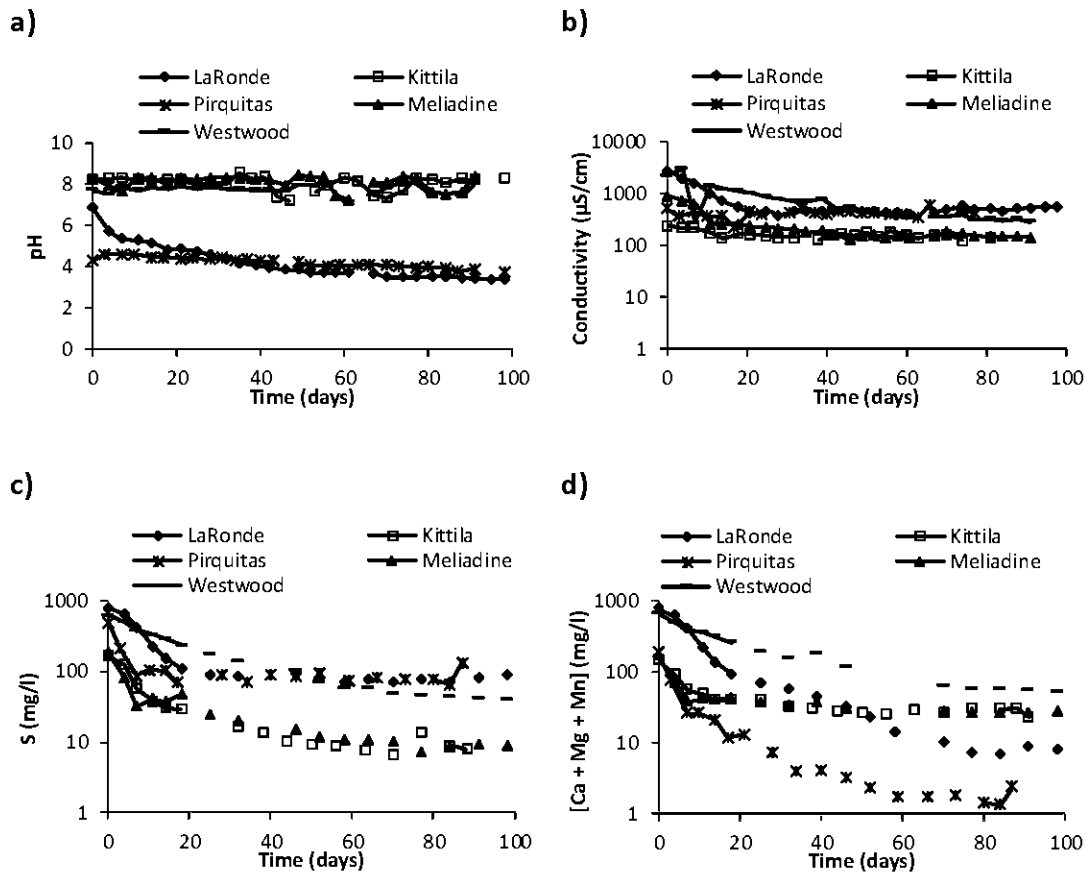 a)
LaRonde Kittila
Pirquitas Meliadine
Westwood
10
8
6
4
2
0
pH
0 20 40 60 80 100
Time (days)
b)
LaRonde Kittila
Pirquitas Meliadine
Westwood
10000
1000
100
10
1
Conductivity (µS/cm)
0 20 40 60 80 100
Time (days)
c)
LaRonde Kittila
Pirquitas Meliadine
Westwood
1000
100
10
1
S (mg/l)
0 20 40 60 80 100
Time (days)
d)
LaRonde Kittila
Pirquitas Meliadine
Westwood
1000
100
10
1
[Ca + Mg + Mn] (mg/l)
0 20 40 60 80 100
Time (days)